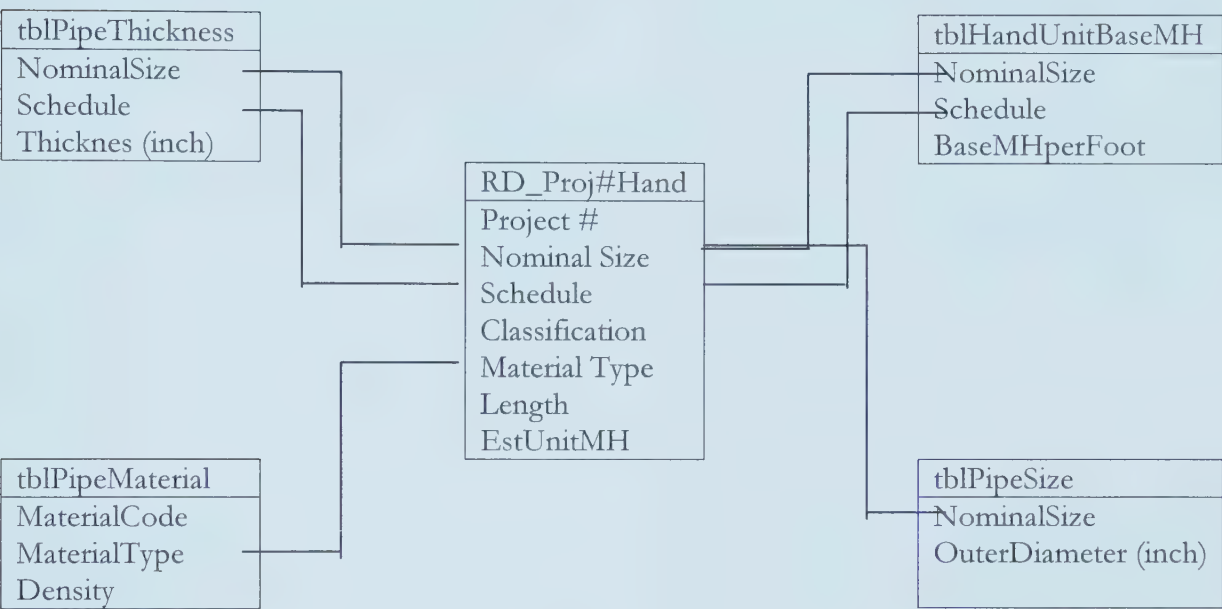 tblPipeThickness
NominalSize
Schedule
Thicknes (inch)
tblHandUnitBaseMH
NominalSize
Schedule
BaseMHperFoot
RD_Proj#Hand
Project #
Nominal Size
Schedule
Classification
Material Type
Length
EstUnitMH
tblPipeMaterial
MaterialCode
MaterialType
Density
tblPipeSize
NominalSize
OuterDiameter (inch)